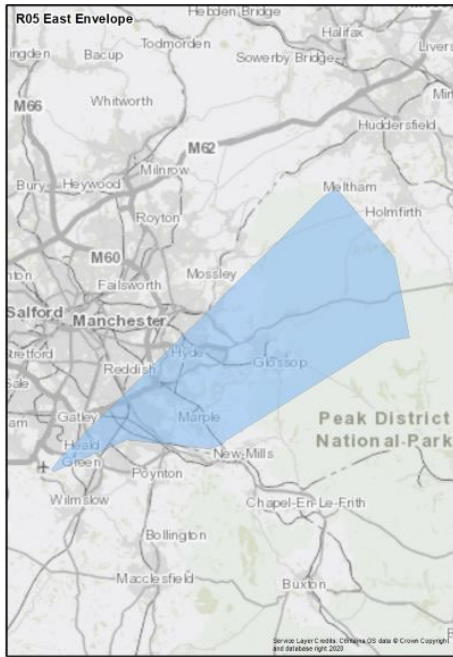 R05 East Envelope
Hebden Bridge
Halifax
Todmorden
Bacup
Sowerby Bridge
Livers
M66
Whitworth
Huddersfield
M62
Milnrow
Bury
Heywood
Meltham
Royton
Holmfirth
M60
Mossley
Failsworth
Salford
Manchester
Stretford
Hyde
Reddish
Glossop
Sale
Gatley
Marple
Peak District
National Park
Heald
Green
New Mills
Poynton
Wilmslow
Chapel-En-Le-Frith
Bollington
Macclesfield
Buxton
Service Layer Credits: Contains OS data © Crown Copyright
and database right 2020